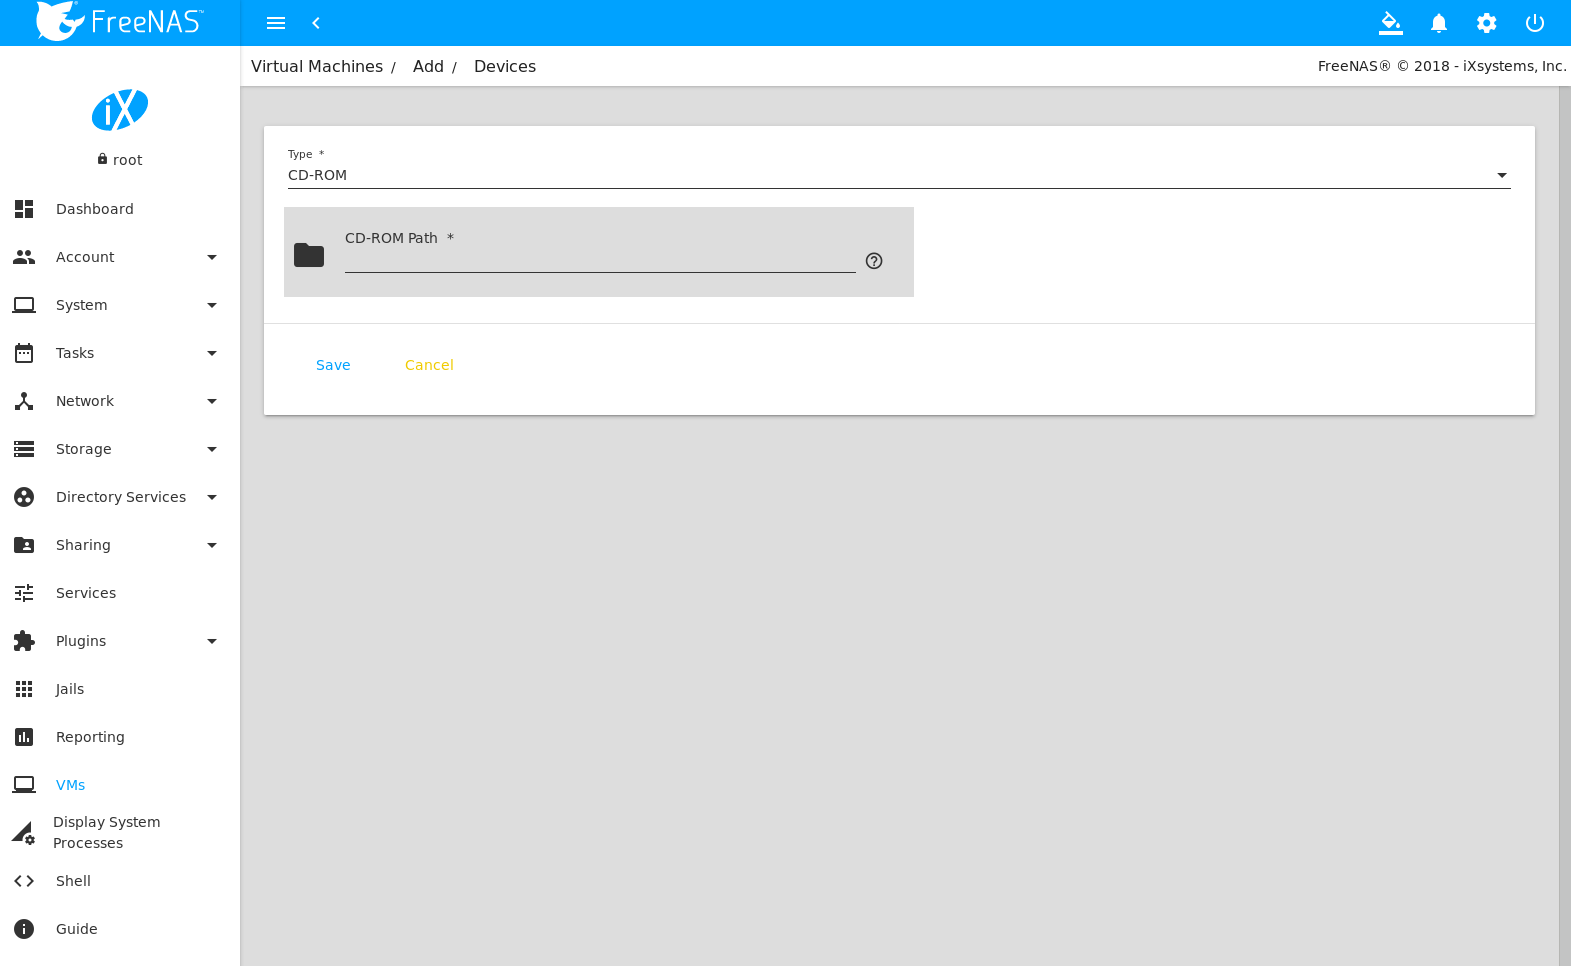 FreeNAS™
Virtual Machines / Add / Devices
FreeNAS® © 2018 - iXsystems, Inc.
iX
root
Dashboard
Account
System
Tasks
Network
Storage
Directory Services
Sharing
Services
Plugins
Jails
Reporting
VMs
Display System
Processes
Shell
Guide
Type *
CD-ROM
CD-ROM Path *
Save Cancel